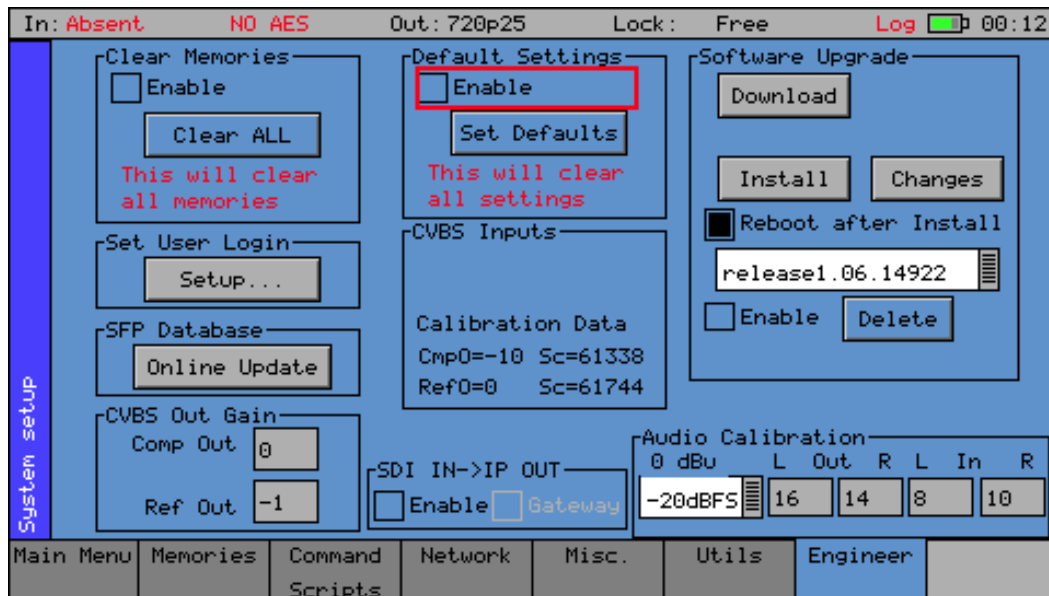 In: Absent NO AES Out: 720p25 Lock: Free Log 00:12
System setup
Clear Memories
Enable
Clear ALL
This will clear
all memories
Set User Login
Setup...
SFP Database
Online Update
CVBS Out Gain
Comp Out 0
Ref Out -1
Default Settings
Enable
Set Defaults
This will clear
all settings
CVBS Inputs
Calibration Data
CmpO=-10 Sc=61338
RefO=0 Sc=61744
SDI IN->IP OUT
Enable Gateway
Software Upgrade
Download
Install Changes
Reboot after Install
release1.06.14922
Enable Delete
Audio Calibration
0 dBu L Out R L In R
-20dBFS 16 14 8 10
Main Menu Memories Command Network Misc. Utils Engineer
Scripts